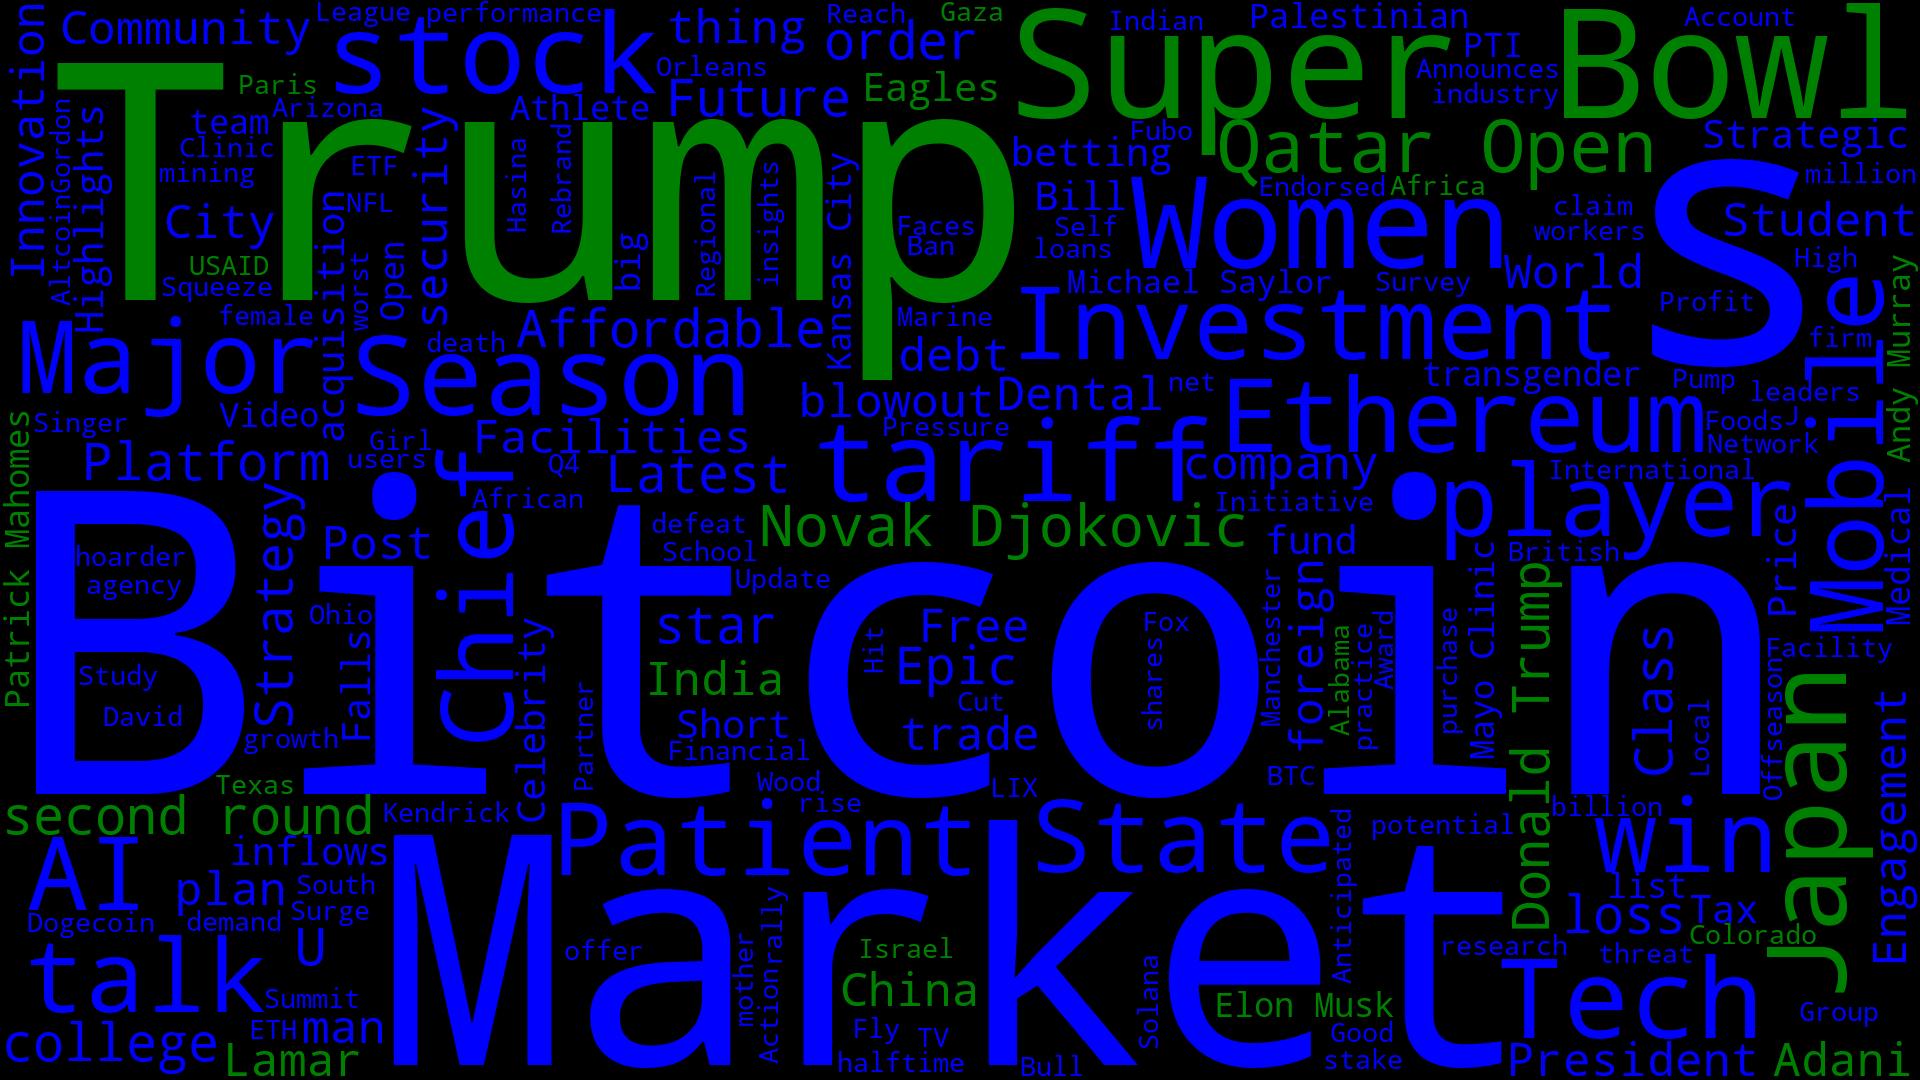 Innovation
Community
League
performance
stock
thing
Reach
order
Gaza
Super Bowl
Indian
Palestinian
Account
PTI
Announces
industry
Trump
Paris
Arizona
Orleans
Athlete
Future
Eagles
team
Clinic
mining
AltcoinGordon
Highlights
ETF
NFL
security
Hasina
Rebrand
big
Regional
insights
Kansas City
Faces
Ban
betting
Fubo
Qatar Open
Strategic
million
Bill
Self
loans
Women
Endorsed
Africa
claim
workers
s
Student
High
City
USAID
Squeeze
female
acquisition
worst
Open
Michael Saylor
Survey
World
Profit
firm
Andy Murray
Major
Season
death
Affordable
Marine
debt
Investment
Mobile
Singer
Video
Girl
users
Facilities
blowout
Dental
net
transgender
Pump
leaders
Ethereum
Foods
J
Network
Patrick Mahomes
Platform
Q4
Latest
Pressure
tariff
company
International
African
Chief
Strategy
Post
defeat
School
Novak Djokovic
Initiative
fund
player
British
Price
Medical
Bitcoin
hoarder
agency
Study
David
Ohio
Falls
growth
Celebrity
Partner
Update
star
India
Short
Financial
Hit
Free
Epic
Cut
trade
Fox
shares
Manchester
foreign
Alabama
practice
Award
purchase
Mayo Clinic
Donald Trump
Class
Local
Offseason
Facility
Japan
Engagement
Texas
second round
Kendrick
Wood
rise
LIX
BTC
billion
AI
inflows
plan
South
Surge
Dogecoin
demand
U
Patient
State
potential
win
list
loss
Tax
Colorado
talk
Summit
ETH
man
college
Lamar
Market
offer
mother
Action
rally
Israel
China
Fly
TV
halftime
Bull
Solana
Anticipated
Elon Musk
Good
stake
research
threat
Tech
President
Group
Adani